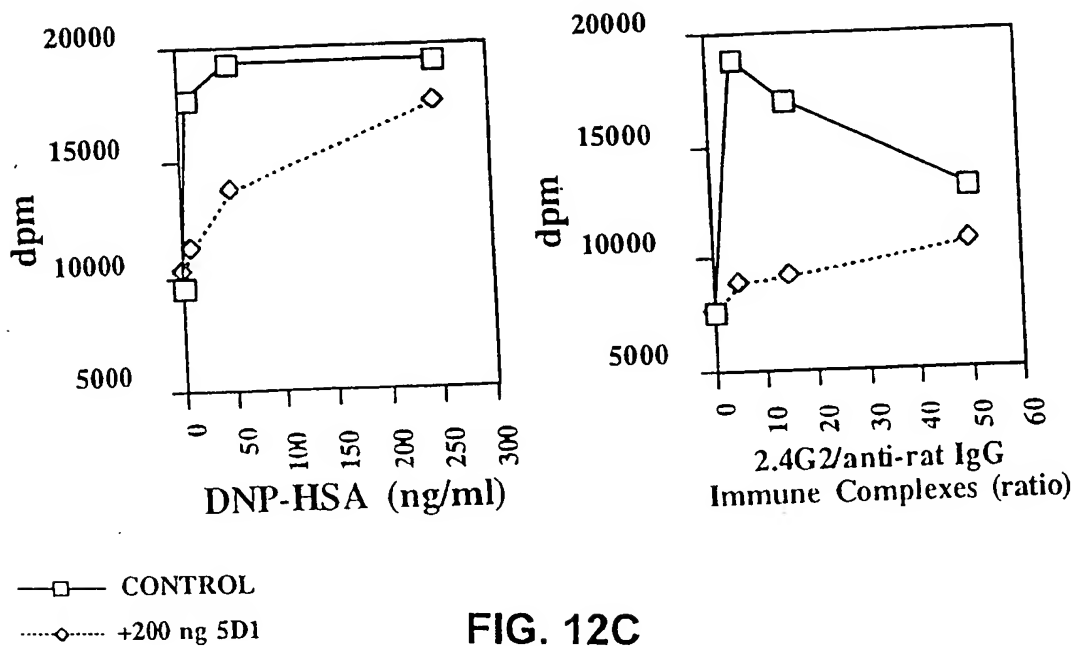 20000
15000
10000
5000
dpm
0 50 100 150 200 250 300
DNP-HSA (ng/ml)
20000
15000
10000
5000
dpm
0 10 20 30 40 50 60
2.4G2/anti-rat IgG
Immune Complexes (ratio)
CONTROL
+200 ng 5D1
FIG. 12C